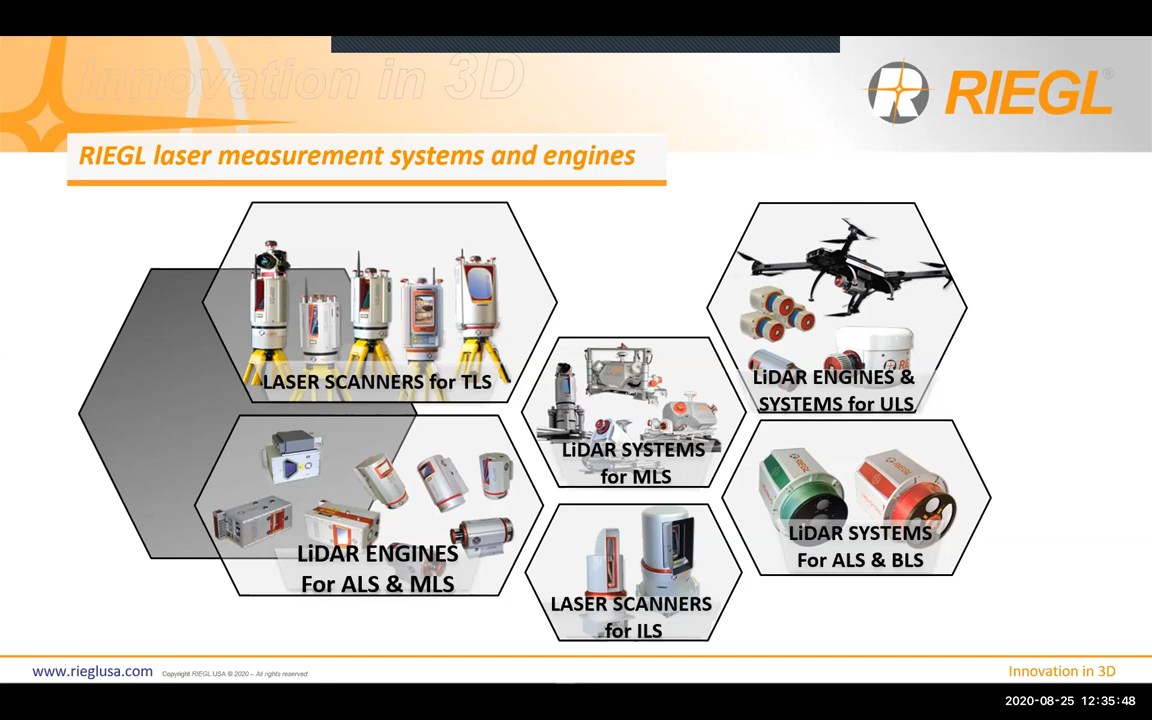 Innovation in 3D
RIEGL®
RIEGL laser measurement systems and engines
LASER SCANNERS for TLS
LiDAR ENGINES &
SYSTEMS for ULS
LiDAR SYSTEMS
for MLS
LiDAR ENGINES
For ALS & MLS
LiDAR SYSTEMS
For ALS & BLS
LASER SCANNERS
for ILS
www.rieglusa.com
Copyright RIEGL USA © 2020 – All rights reserved.
Innovation in 3D
2020-08-25 12:35:48